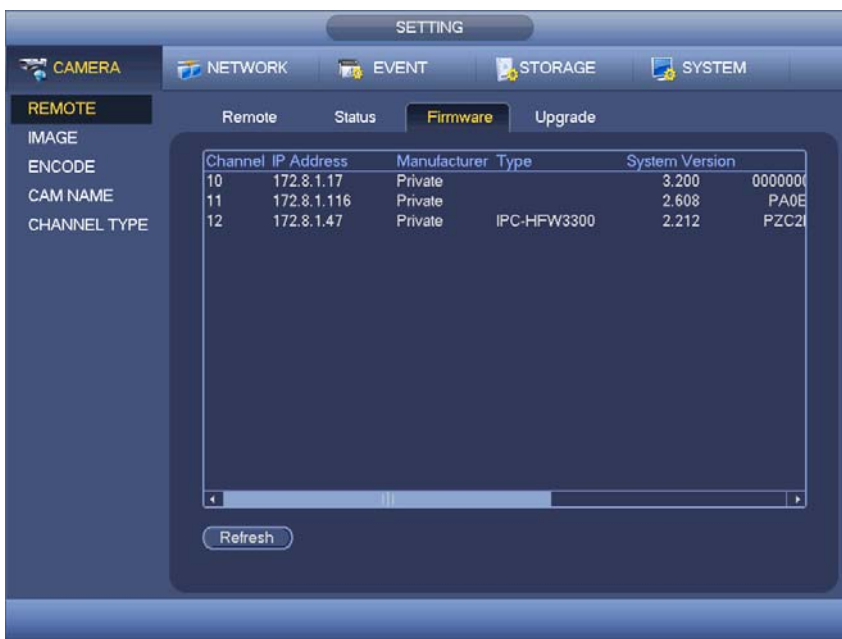 SETTING
CAMERA NETWORK EVENT STORAGE SYSTEM
REMOTE
IMAGE
ENCODE
CAM NAME
CHANNEL TYPE
Remote Status Firmware Upgrade
Channel IP Address Manufacturer Type System Version
10 172.8.1.17 Private 3.200
11 172.8.1.116 Private 2.608 PA0E
12 172.8.1.47 Private IPC-HFW3300 2.212
Refresh